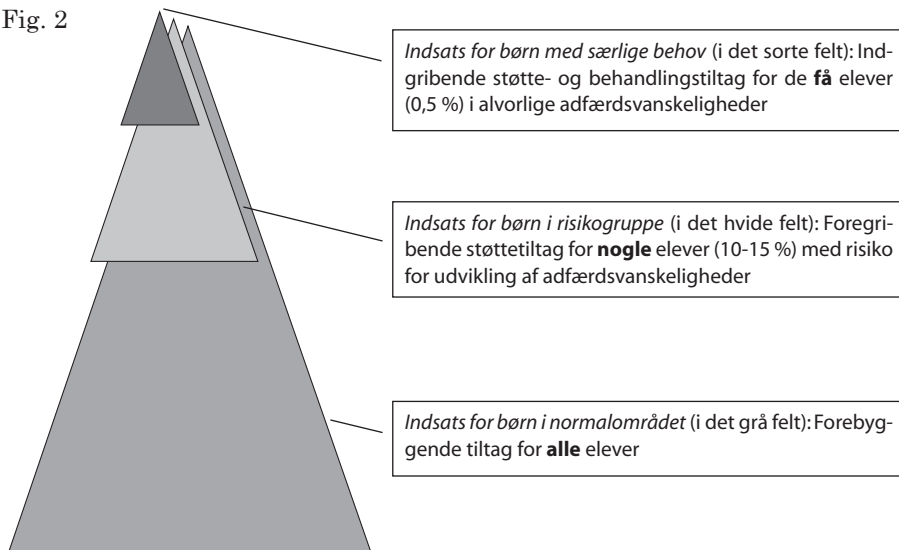 Fig. 2
Indsats for børn med særlige behov (i det sorte felt): Ind-
gribende støtte- og behandlingstiltag for de få elever
(0,5 %) i alvorlige adfærdsvanskeligheder
Indsats for børn i risikogruppe (i det hvide felt): Foregri-
bende støttetiltag for nogle elever (10-15 %) med risiko
for udvikling af adfærdsvanskeligheder
Indsats for børn i normalområdet (i det grå felt): Forebyg-
gende tiltag for alle elever